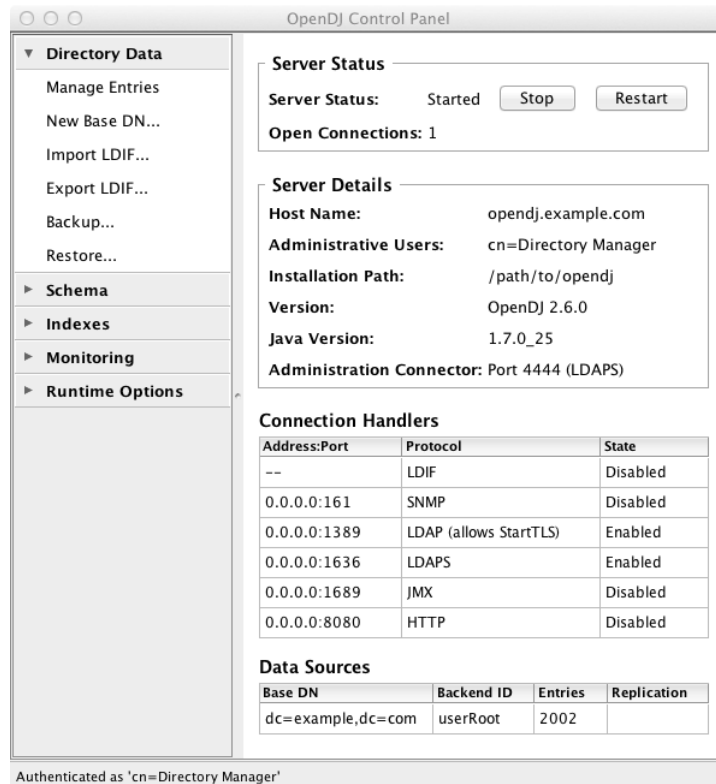 OpenDJ Control Panel
Directory Data
Manage Entries
New Base DN...
Import LDIF...
Export LDIF...
Backup...
Restore...
Schema
Indexes
Monitoring
Runtime Options
Server Status
Server Status: Started Stop Restart
Open Connections: 1
Server Details
Host Name: opendj.example.com
Administrative Users: cn=Directory Manager
Installation Path: /path/to/opendj
Version: OpenDJ 2.6.0
Java Version: 1.7.0_25
Administration Connector: Port 4444 (LDAPS)
Connection Handlers
Address:Port Protocol State
-- LDIF Disabled
0.0.0.0:161 SNMP Disabled
0.0.0.0:1389 LDAP (allows StartTLS) Enabled
0.0.0.0:1636 LDAPS Enabled
0.0.0.0:1689 JMX Disabled
0.0.0.0:8080 HTTP Disabled
Data Sources
Base DN Backend ID Entries Replication
dc=example,dc=com userRoot 2002
Authenticated as 'cn=Directory Manager'